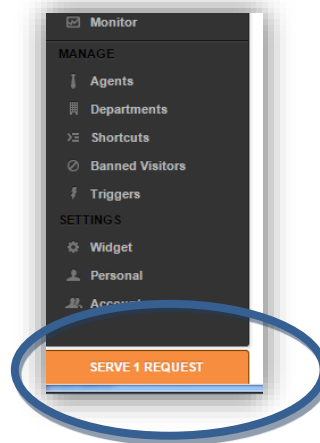 Monitor
MANAGE
Agents
Departments
Shortcuts
Banned Visitors
Triggers
SETTINGS
Widget
Personal
SERVE 1 REQUEST